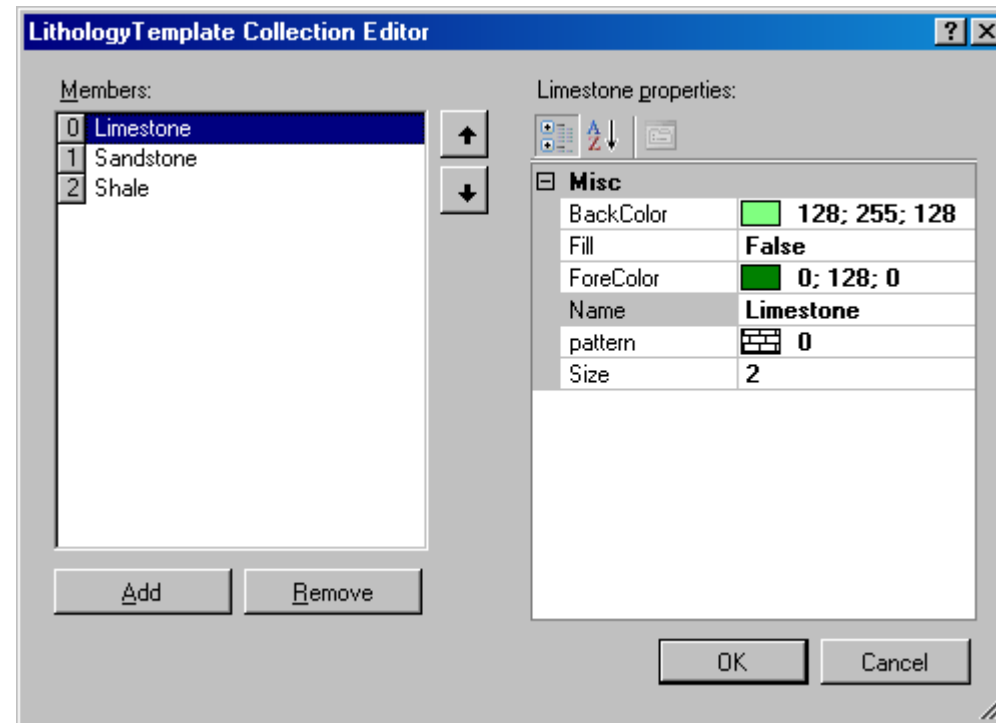 LithologyTemplate Collection Editor
Members:
0 Limestone
1 Sandstone
2 Shale
Add
Remove
Limestone properties:
Misc
BackColor 128; 255; 128
Fill False
ForeColor 0; 128; 0
Name Limestone
pattern 0
Size 2
OK
Cancel